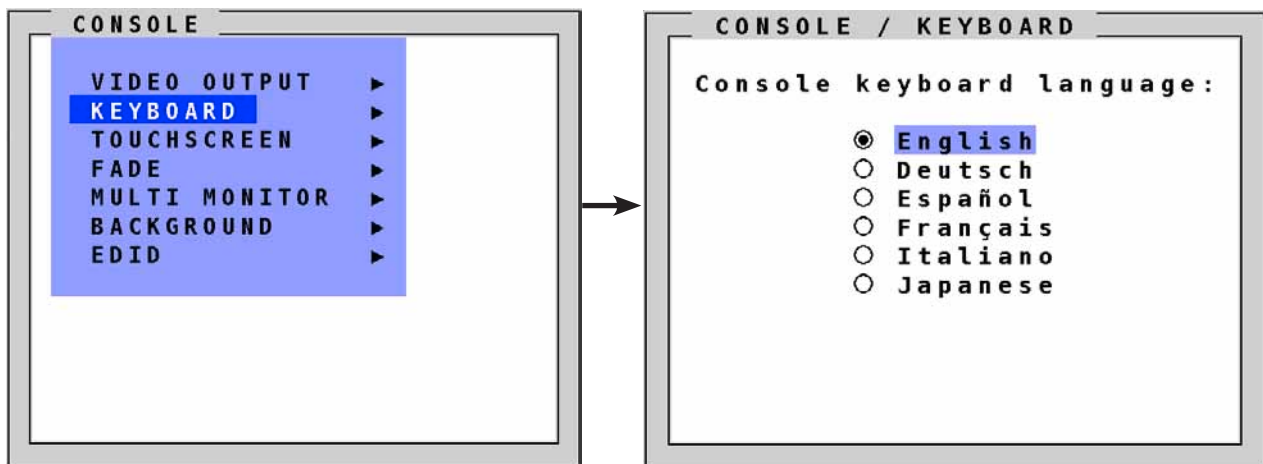 CONSOLE
VIDEO OUTPUT
KEYBOARD
TOUCHSCREEN
FADE
MULTI MONITOR
BACKGROUND
EDID
CONSOLE / KEYBOARD
Console keyboard language:
English
Deutsch
Español
Français
Italiano
Japanese